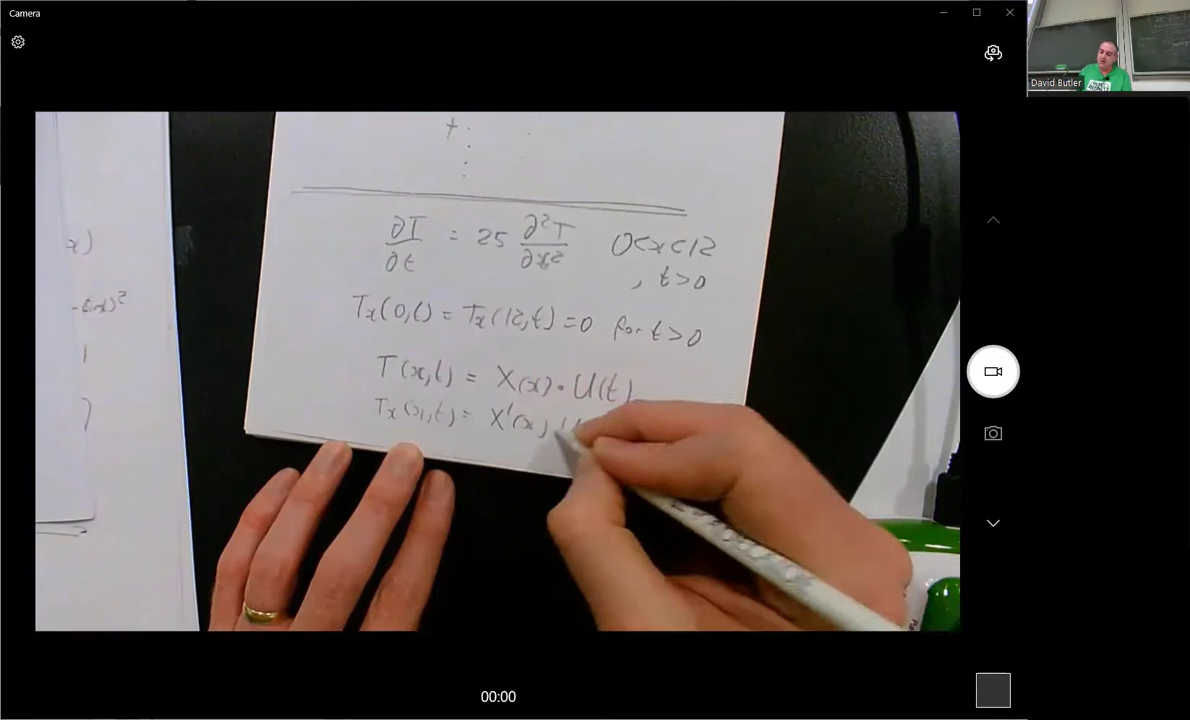 Camera
David Butler
x)
1
t
∂T/∂t = 25 ∂²T/∂x² 0<x<12
, t>0
Tx(0,t) = Tx(12,t) = 0 for t>0
T(x,t) = X(x)·U(t)
Tx(x,t) = X'(x)
00:00